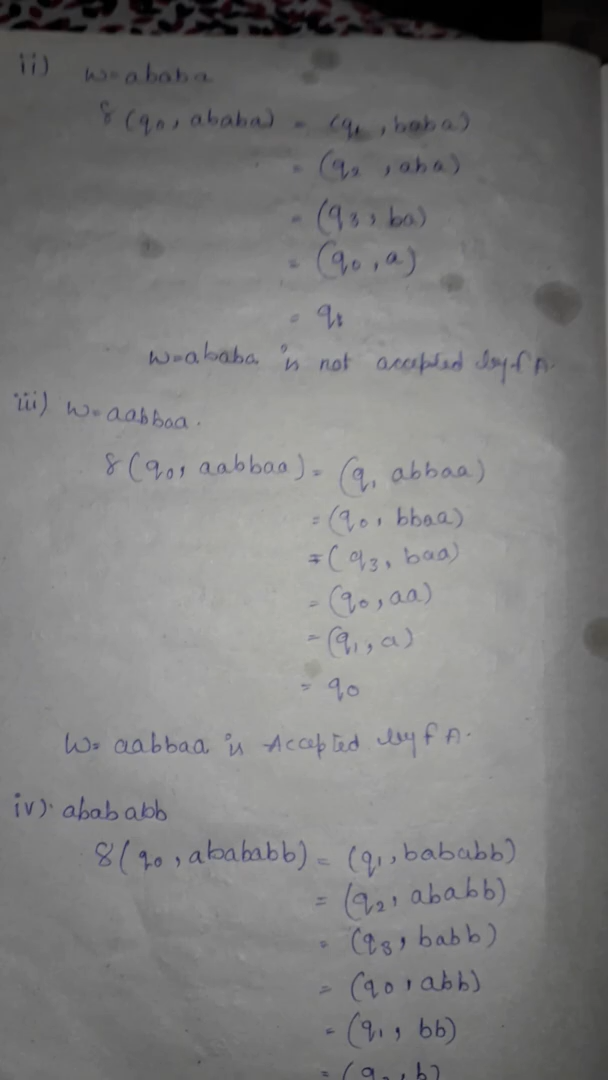 ii) w=ababa
δ(q0, ababa) = (q1, baba)
= (q2, aba)
= (q3, ba)
= (q0, a)
= q1
w=ababa is not accepted by f A.
iii) w=aabbaa.
δ(q0, aabbaa) = (q1 abbaa)
= (q0, bbaa)
= (q3, baa)
= (q0, aa)
= (q1, a)
= q0
w= aabbaa is Accepted by f A.
iv) abababb
δ(q0, abababb) = (q1, bababb)
= (q2, ababb)
= (q3, babb)
= (q0, abb)
= (q1, bb)
= (q2, b)